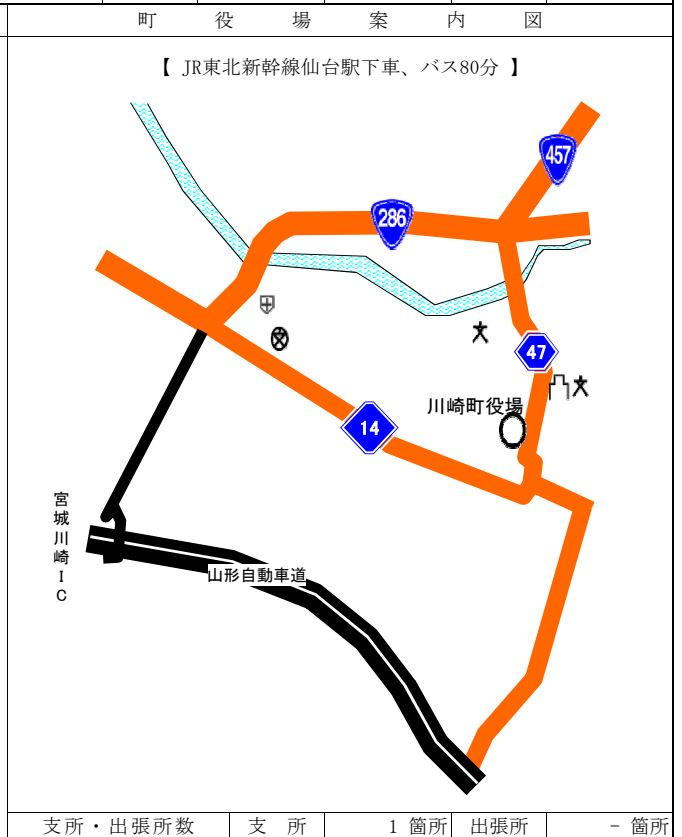 町役場案内図
【 JR東北新幹線仙台駅下車、バス80分 】
457
286
47
川崎町役場
14
宮城川崎IC
山形自動車道
支所・出張所数 支所 1 箇所 出張所 - 箇所